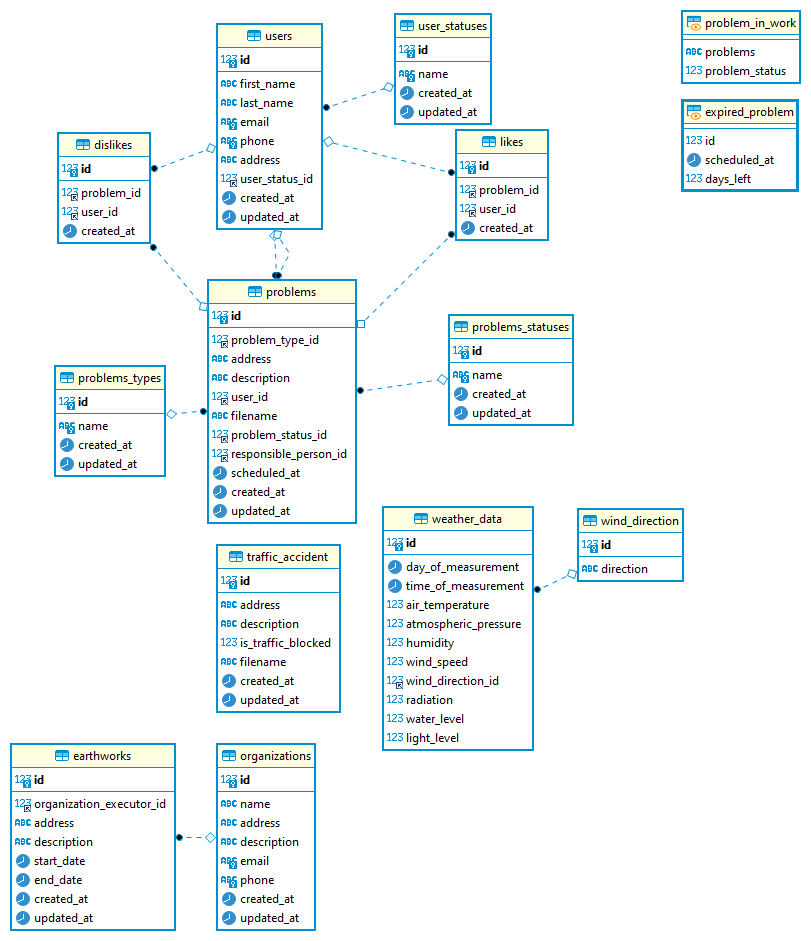 users
123 id
ABC first_name
ABC last_name
ABC email
ABC phone
ABC address
123 user_status_id
created_at
updated_at
user_statuses
123 id
ABC name
created_at
updated_at
problem_in_work
ABC problems
123 problem_status
expired_problem
123 id
scheduled_at
123 days_left
dislikes
123 id
123 problem_id
123 user_id
created_at
likes
123 id
123 problem_id
123 user_id
created_at
problems
123 id
123 problem_type_id
ABC address
ABC description
123 user_id
ABC filename
123 problem_status_id
123 responsible_person_id
scheduled_at
created_at
updated_at
problems_statuses
123 id
ABC name
created_at
updated_at
problems_types
123 id
ABC name
created_at
updated_at
weather_data
123 id
day_of_measurement
time_of_measurement
123 air_temperature
123 atmospheric_pressure
123 humidity
123 wind_speed
123 wind_direction_id
123 radiation
123 water_level
123 light_level
wind_direction
123 id
ABC direction
traffic_accident
123 id
ABC address
ABC description
123 is_traffic_blocked
ABC filename
created_at
updated_at
earthworks
123 id
123 organization_executor_id
ABC address
ABC description
start_date
end_date
created_at
updated_at
organizations
123 id
ABC name
ABC address
ABC description
ABC email
ABC phone
created_at
updated_at